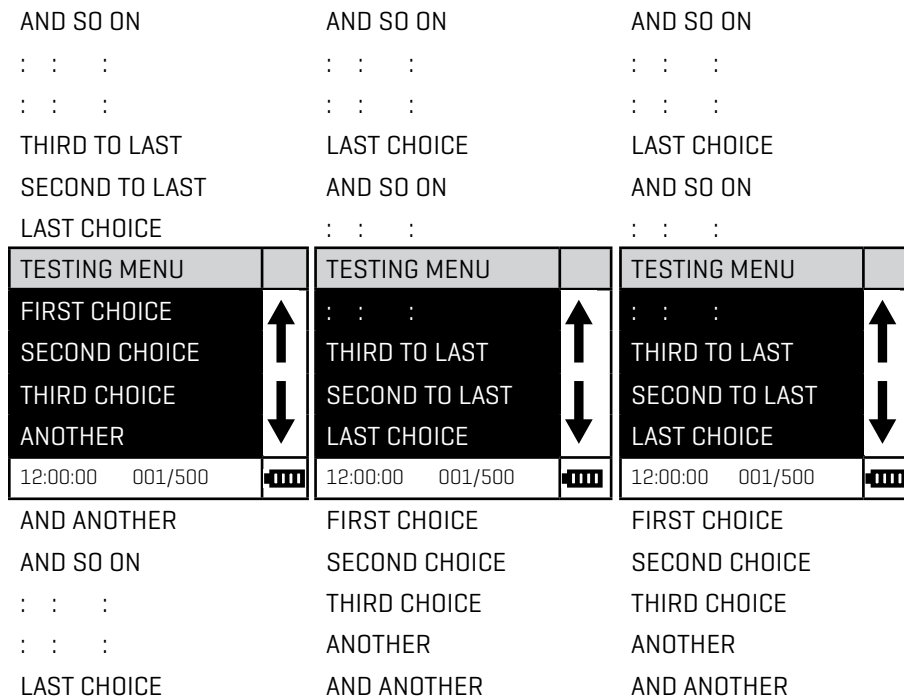 AND SO ON
: : :
: : :
THIRD TO LAST
SECOND TO LAST
LAST CHOICE
TESTING MENU
FIRST CHOICE
SECOND CHOICE
THIRD CHOICE
ANOTHER
12:00:00 001/500
AND ANOTHER
AND SO ON
: : :
: : :
LAST CHOICE
AND SO ON
: : :
: : :
LAST CHOICE
AND SO ON
: : :
TESTING MENU
: : :
THIRD TO LAST
SECOND TO LAST
LAST CHOICE
12:00:00 001/500
FIRST CHOICE
SECOND CHOICE
THIRD CHOICE
ANOTHER
AND ANOTHER
AND SO ON
: : :
: : :
LAST CHOICE
AND SO ON
: : :
TESTING MENU
: : :
THIRD TO LAST
SECOND TO LAST
LAST CHOICE
12:00:00 001/500
FIRST CHOICE
SECOND CHOICE
THIRD CHOICE
ANOTHER
AND ANOTHER